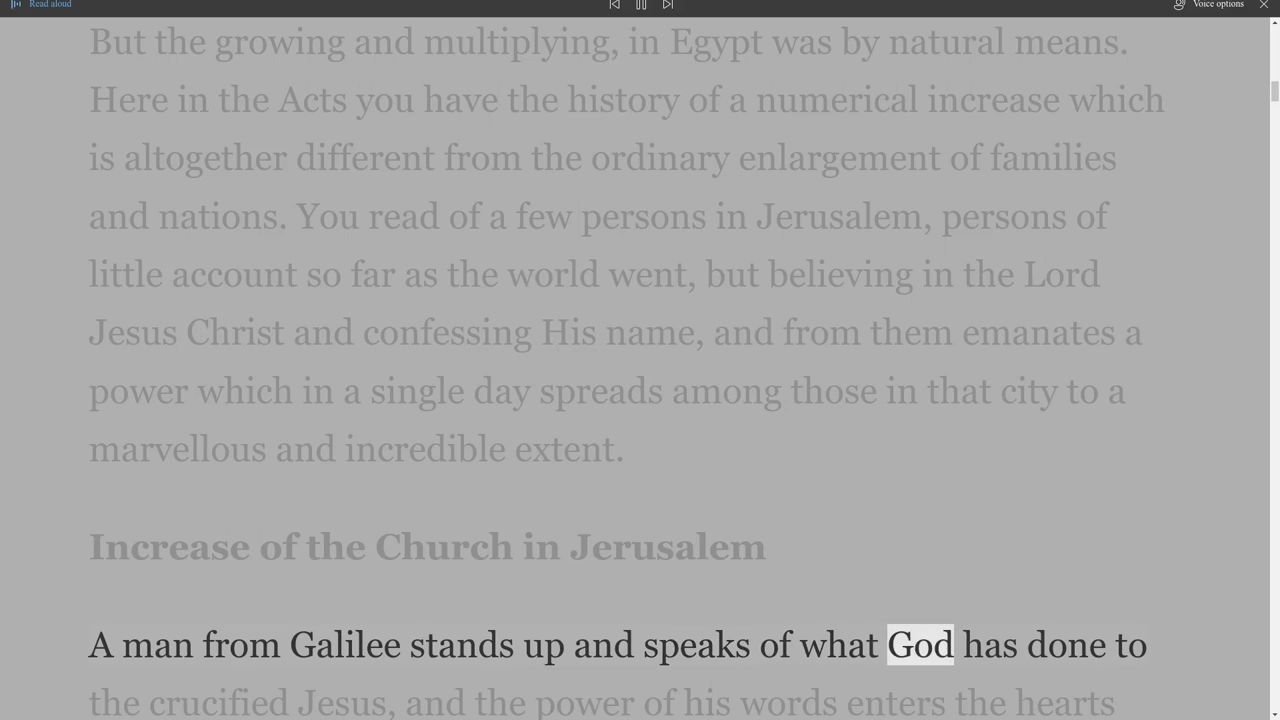 Read aloud
Voice options
But the growing and multiplying, in Egypt was by natural means.
Here in the Acts you have the history of a numerical increase which
is altogether different from the ordinary enlargement of families
and nations. You read of a few persons in Jerusalem, persons of
little account so far as the world went, but believing in the Lord
Jesus Christ and confessing His name, and from them emanates a
power which in a single day spreads among those in that city to a
marvellous and incredible extent.
Increase of the Church in Jerusalem
A man from Galilee stands up and speaks of what God has done to
the crucified Jesus, and the power of his words enters the hearts